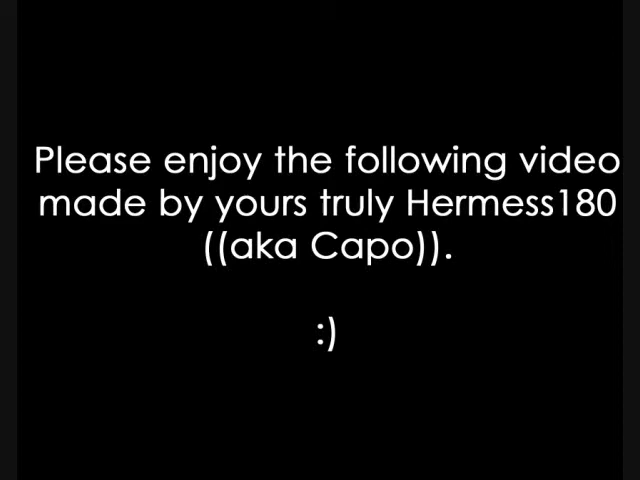 Please enjoy the following video
made by yours truly Hermess180
((aka Capo)).
:)